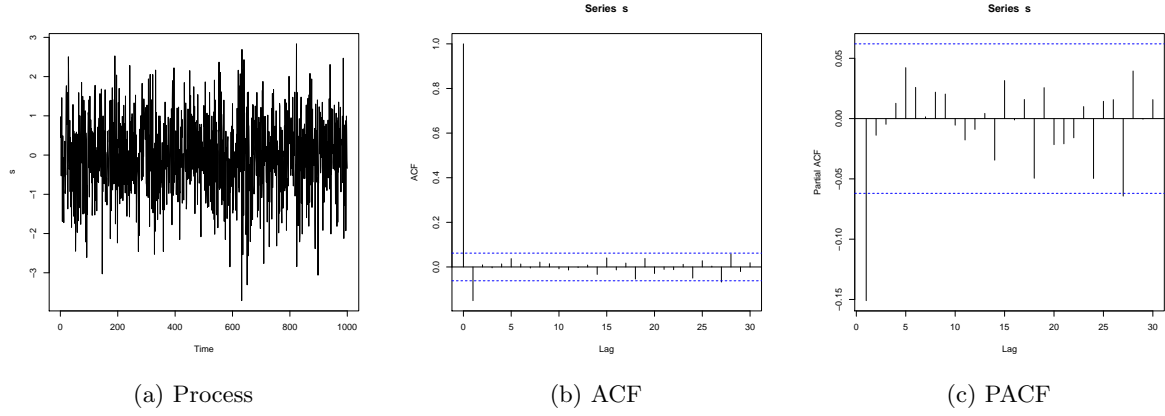 Series s
Series s
s
3
2
1
0
−1
−2
−3
0 200 400 600 800 1000
Time
ACF
1.0
0.8
0.6
0.4
0.2
0.0
0 5 10 15 20 25 30
Lag
Partial ACF
0.05
0.00
−0.05
−0.10
−0.15
0 5 10 15 20 25 30
Lag
(a) Process
(b) ACF
(c) PACF